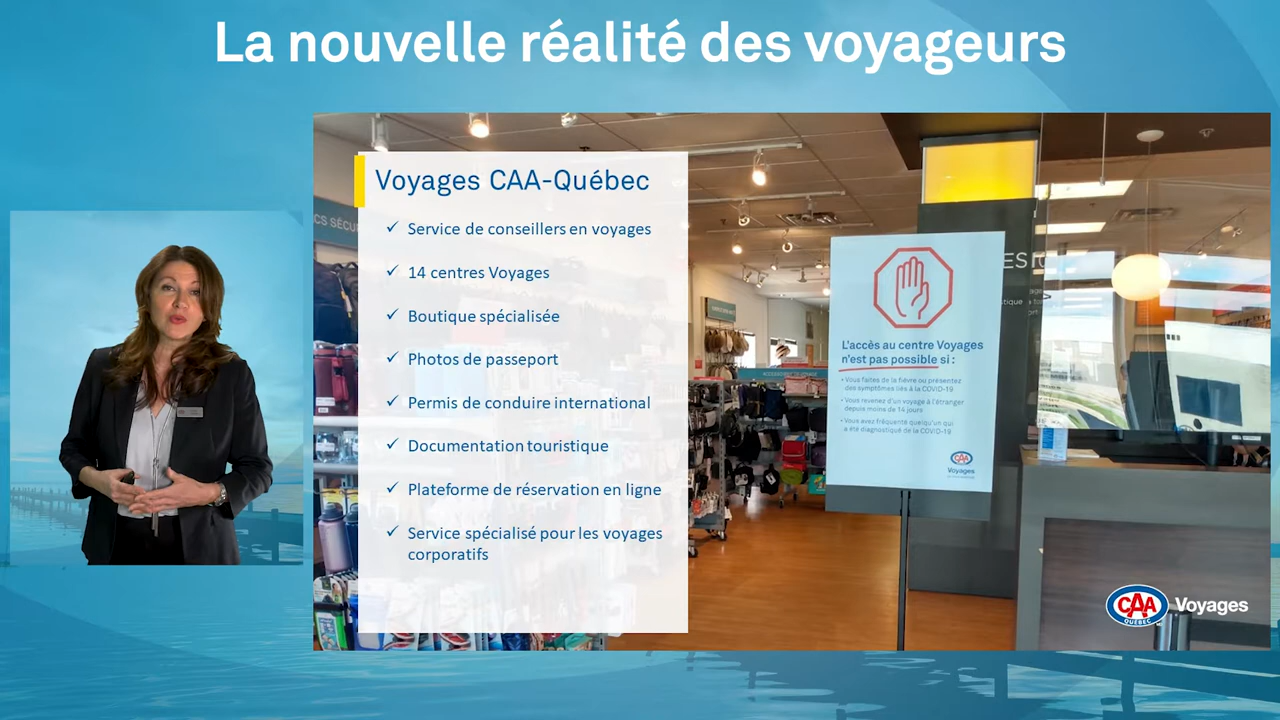 La nouvelle réalité des voyageurs
Voyages CAA-Québec
✓ Service de conseillers en voyages
✓ 14 centres Voyages
✓ Boutique spécialisée
✓ Photos de passeport
✓ Permis de conduire international
✓ Documentation touristique
✓ Plateforme de réservation en ligne
✓ Service spécialisé pour les voyages
corporatifs
L'accès au centre Voyages
n'est pas possible si :
• Vous faites de la fièvre ou présentez
des symptômes liés à la COVID-19
• Vous revenez d'un voyage à l'étranger
depuis moins de 14 jours
• Vous avez fréquenté quelqu'un qui
a été diagnostiqué de la COVID-19
CAA
Voyages
CAA
QUÉBEC
Voyages